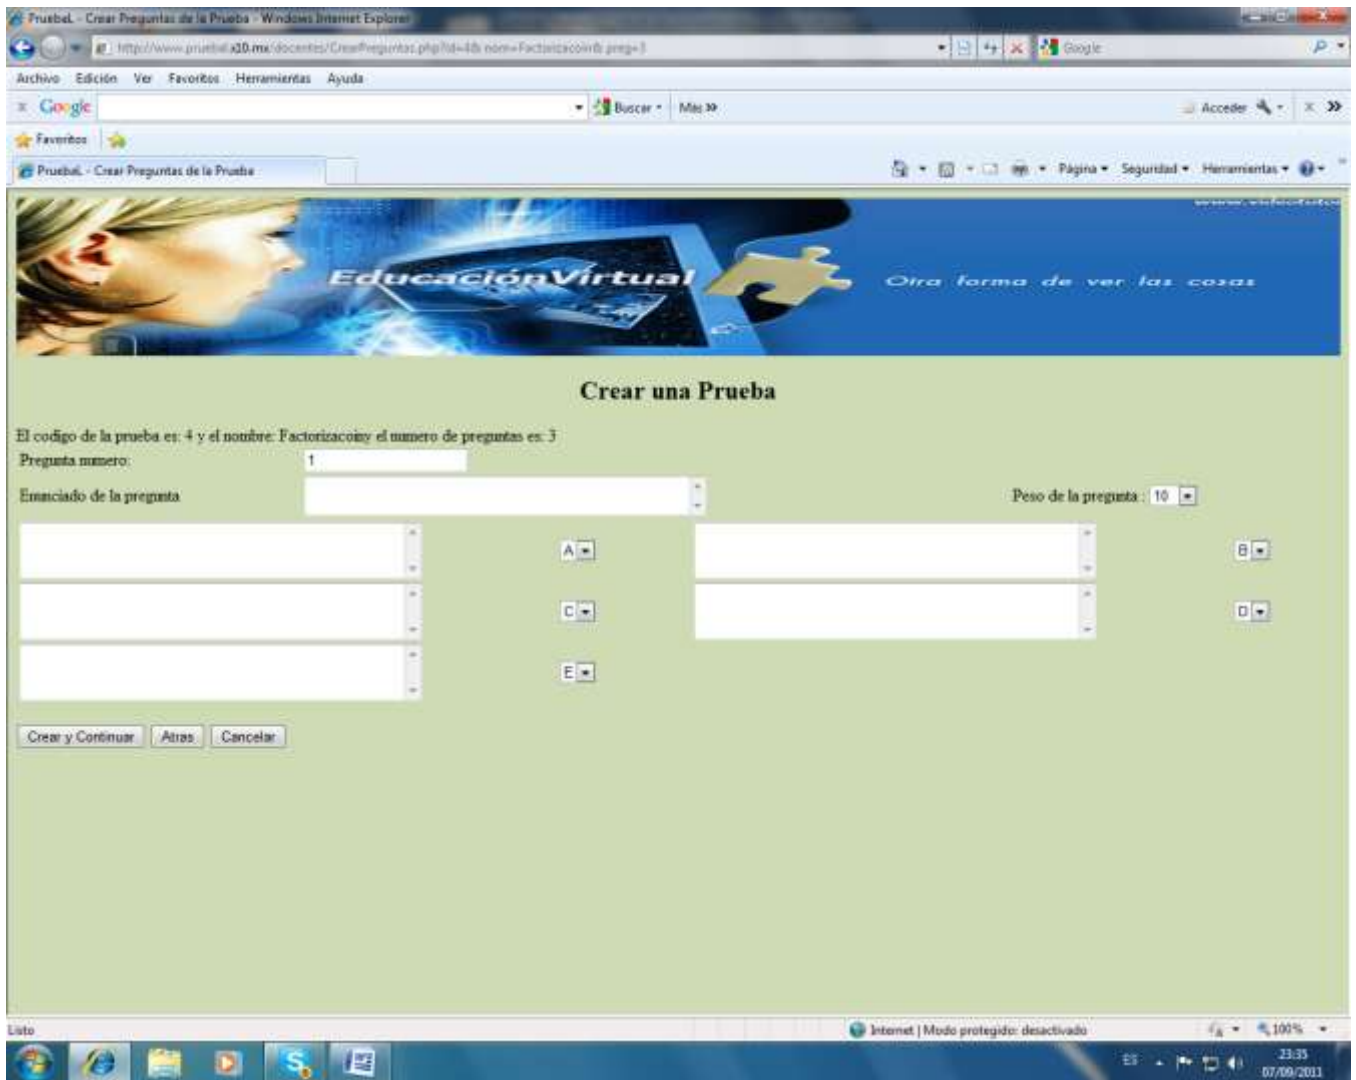 PruebaL - Crear Preguntas de la Prueba - Windows Internet Explorer
Archivo Edición Ver Favoritos Herramientas Ayuda
Google
x Google Buscar Más »
Acceder
Favoritos
PruebaL - Crear Preguntas de la Prueba
Página Seguridad Herramientas
EducaciónVirtual
Otra forma de ver las cosas
Crear una Prueba
El codigo de la prueba es: 4 y el nombre: Factorizacoiny el numero de preguntas es: 3
Pregunta numero: 1
Enunciado de la pregunta Peso de la pregunta : 10
A B
C D
E
Crear y Continuar Atras Cancelar
Listo Internet | Modo protegido: desactivado 100%
ES 23:35
07/09/2011